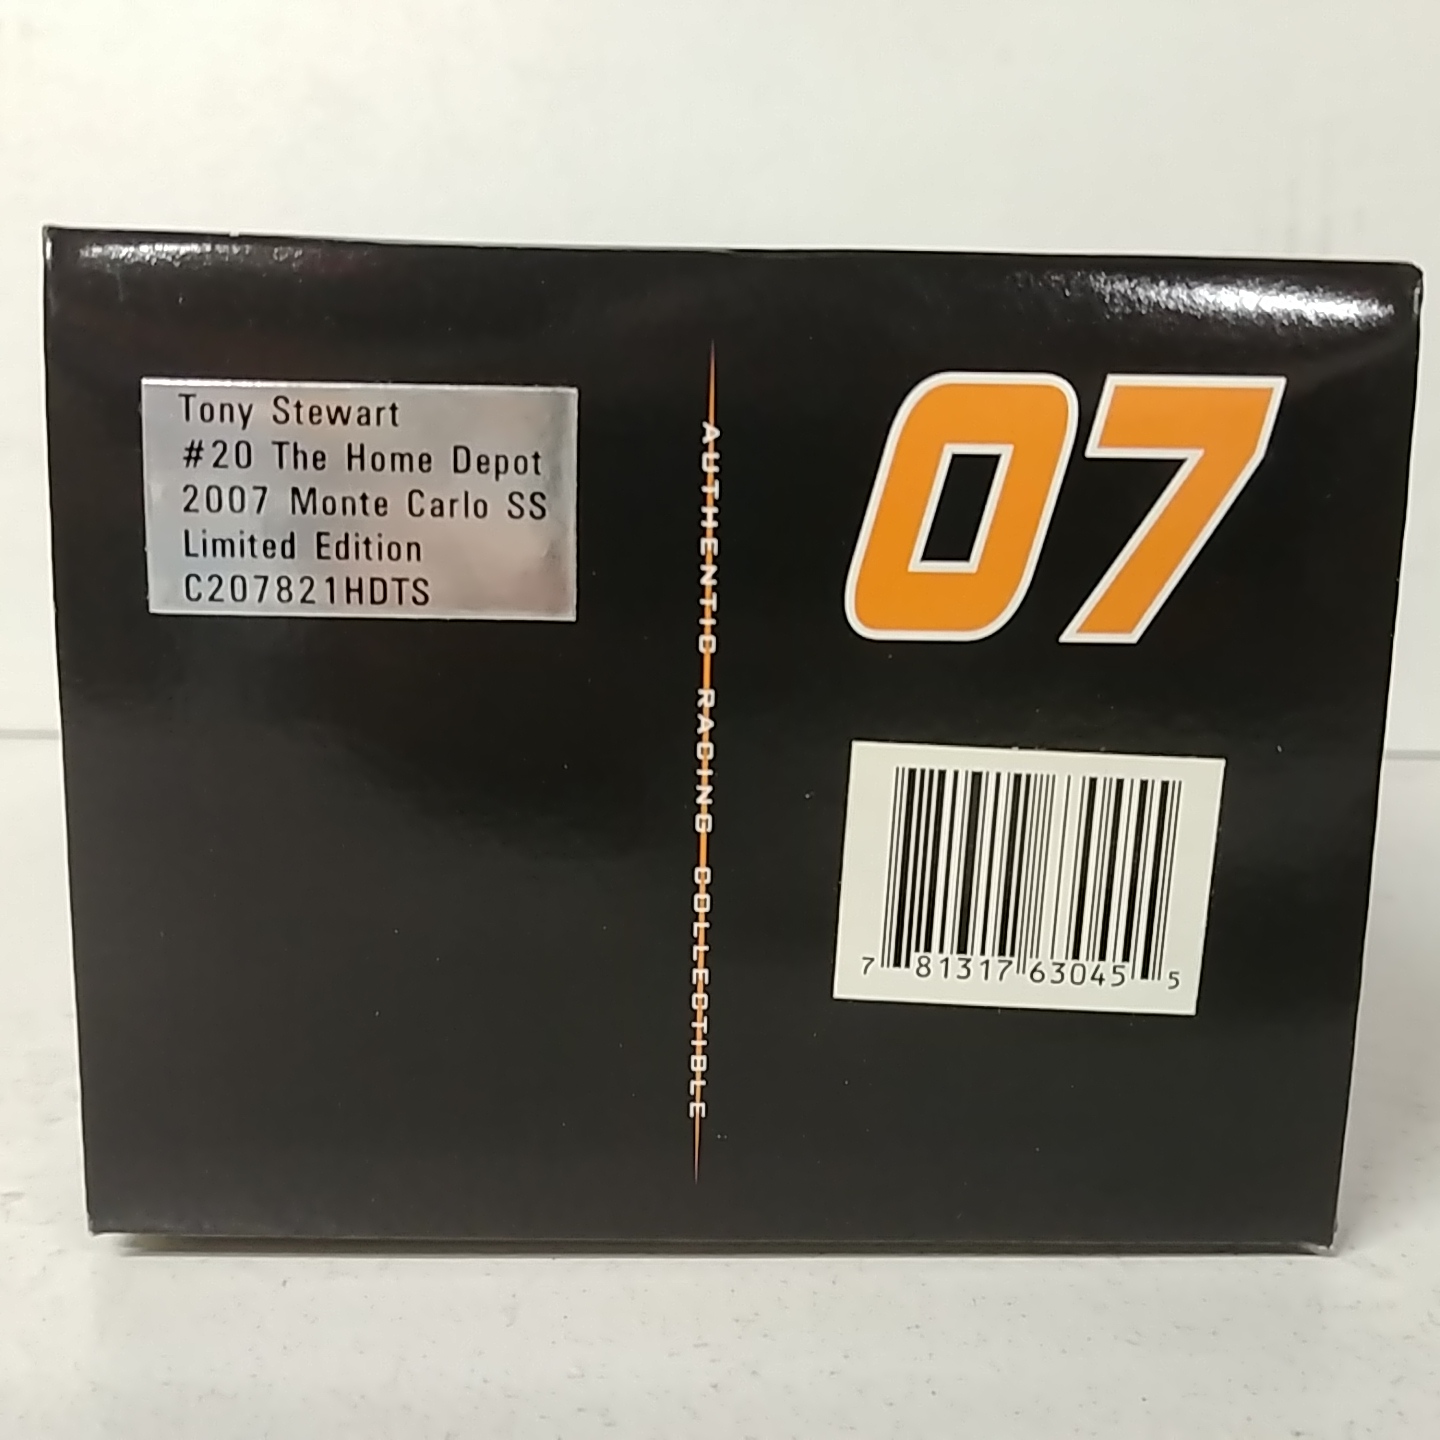 Tony Stewart
#20 The Home Depot
2007 Monte Carlo SS
Limited Edition
C207821HDTS
AUTHENTIC RACING COLLECTIBLE
07
7 81317 63045 5